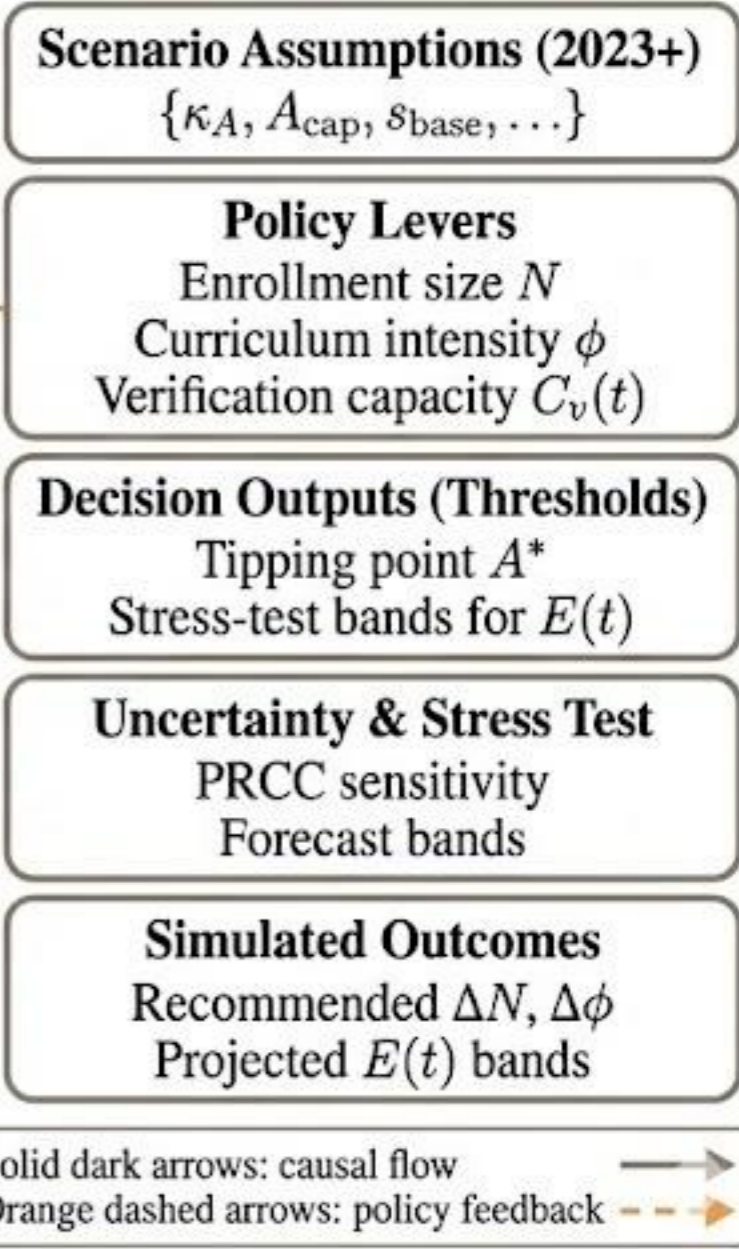 Scenario Assumptions (2023+)
{κ_A, A_cap, s_base, …}
Policy Levers
Enrollment size N
Curriculum intensity ϕ
Verification capacity C_v(t)
Decision Outputs (Thresholds)
Tipping point A*
Stress-test bands for E(t)
Uncertainty & Stress Test
PRCC sensitivity
Forecast bands
Simulated Outcomes
Recommended ΔN, Δϕ
Projected E(t) bands
olid dark arrows: causal flow
range dashed arrows: policy feedback